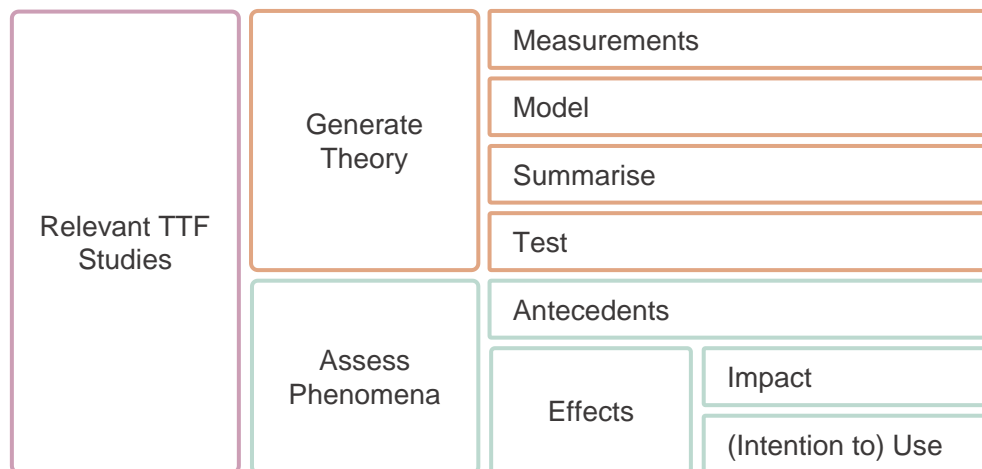 Relevant TTF
Studies
Generate
Theory
Measurements
Model
Summarise
Test
Assess
Phenomena
Antecedents
Effects
Impact
(Intention to) Use